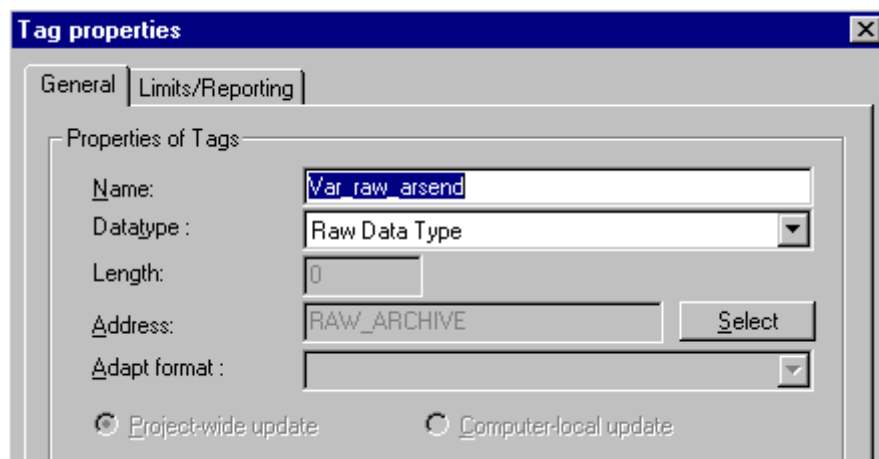 Tag properties
General Limits/Reporting
Properties of Tags
Name: Var_raw_arsend
Datatype : Raw Data Type
Length: 0
Address: RAW_ARCHIVE Select
Adapt format :
Project-wide update Computer-local update